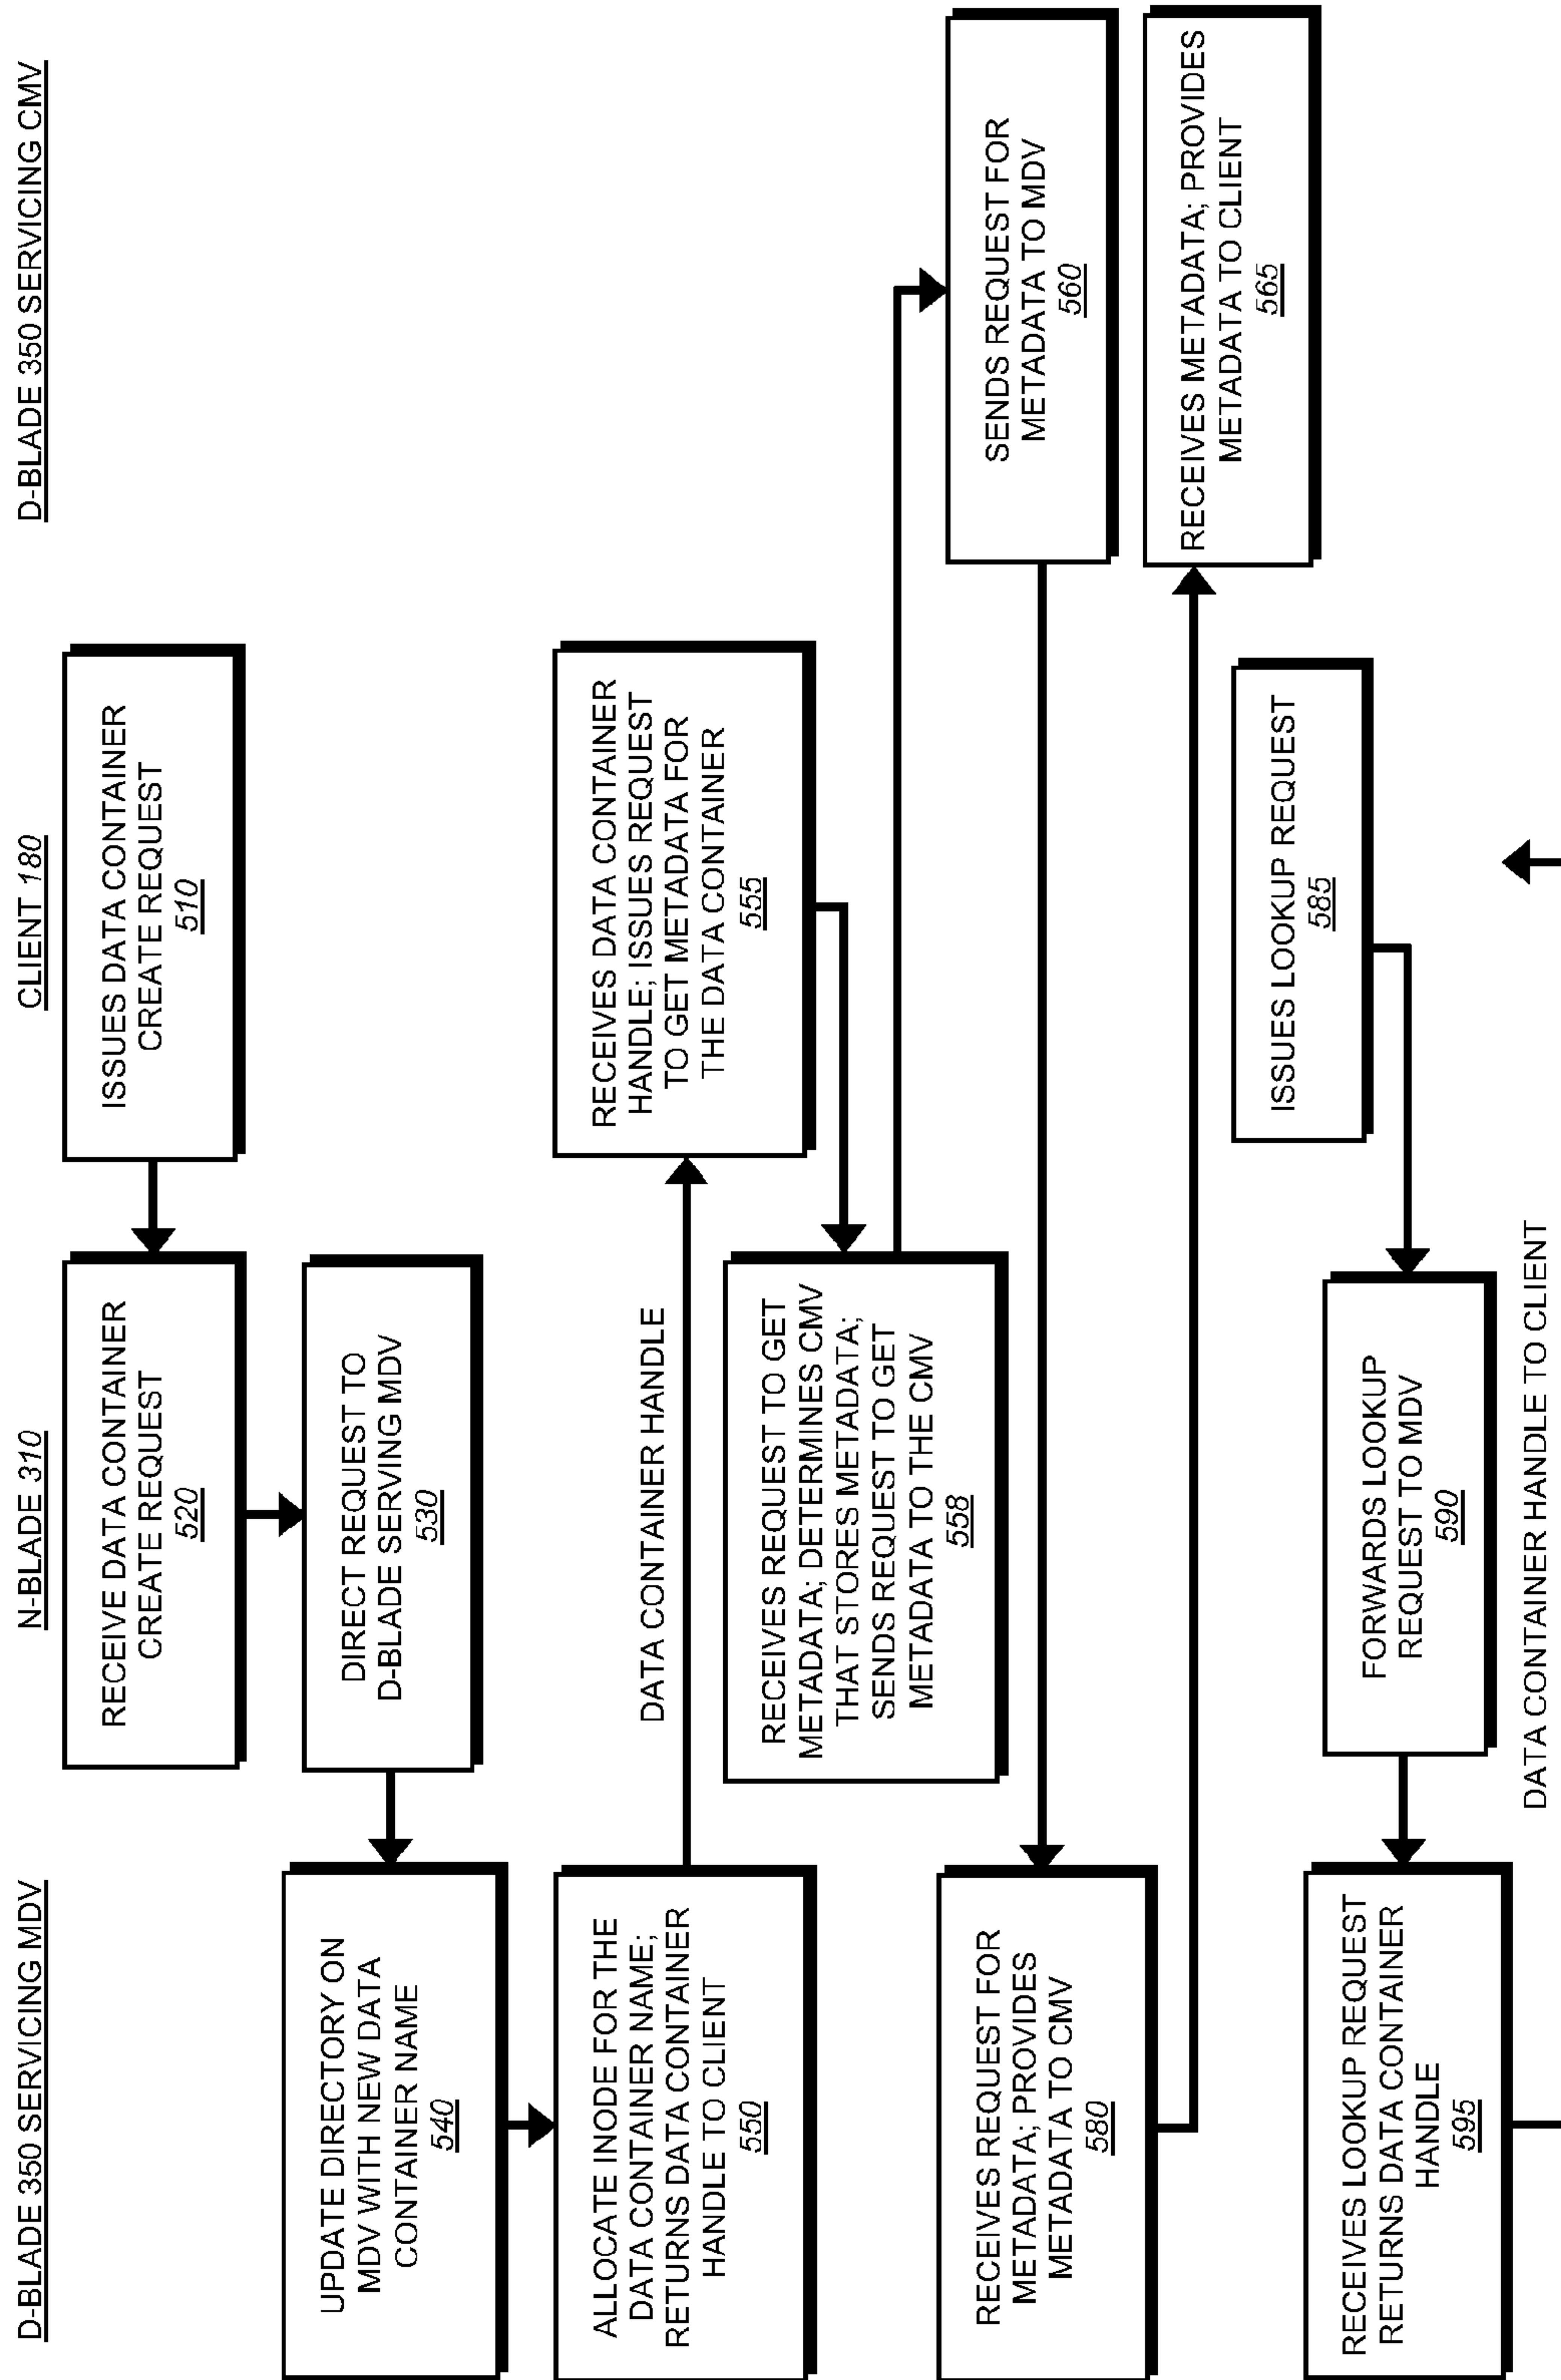 D-BLADE 350 SERVICING MDV
N-BLADE 310
CLIENT 180
D-BLADE 350 SERVICING CMV
ISSUES DATA CONTAINER
CREATE REQUEST
510
RECEIVE DATA CONTAINER
CREATE REQUEST
520
DIRECT REQUEST TO
D-BLADE SERVING MDV
530
UPDATE DIRECTORY ON
MDV WITH NEW DATA
CONTAINER NAME
540
ALLOCATE INODE FOR THE
DATA CONTAINER NAME;
RETURNS DATA CONTAINER
HANDLE TO CLIENT
550
DATA CONTAINER HANDLE
RECEIVES DATA CONTAINER
HANDLE; ISSUES REQUEST
TO GET METADATA FOR
THE DATA CONTAINER
555
RECEIVES REQUEST TO GET
METADATA; DETERMINES CMV
THAT STORES METADATA;
SENDS REQUEST TO GET
METADATA TO THE CMV
558
SENDS REQUEST FOR
METADATA TO MDV
560
RECEIVES REQUEST FOR
METADATA; PROVIDES
METADATA TO CMV
580
RECEIVES METADATA; PROVIDES
METADATA TO CLIENT
565
ISSUES LOOKUP REQUEST
585
FORWARDS LOOKUP
REQUEST TO MDV
590
RECEIVES LOOKUP REQUEST
RETURNS DATA CONTAINER
HANDLE
595
DATA CONTAINER HANDLE TO CLIENT